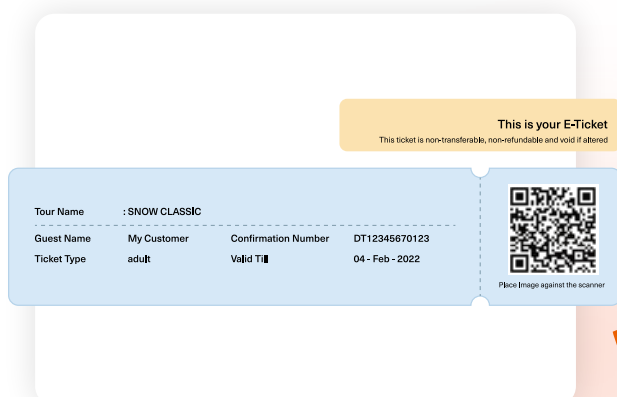 This is your E-Ticket
This ticket is non-transferable, non-refundable and void if altered
Tour Name : SNOW CLASSIC
Guest Name My Customer Confirmation Number DT12345670123
Ticket Type adult Valid Till 04 - Feb - 2022
Place Image against the scanner